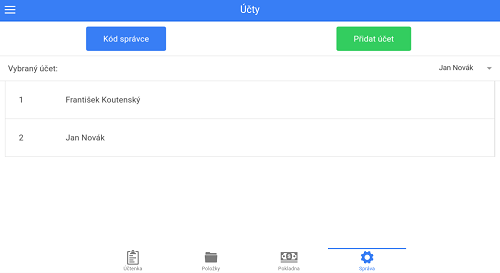 Účty
Kód správce
Přidat účet
Vybraný účet: Jan Novák
1 František Koutenský
2 Jan Novák
Účtenka Položky Pokladna Správa